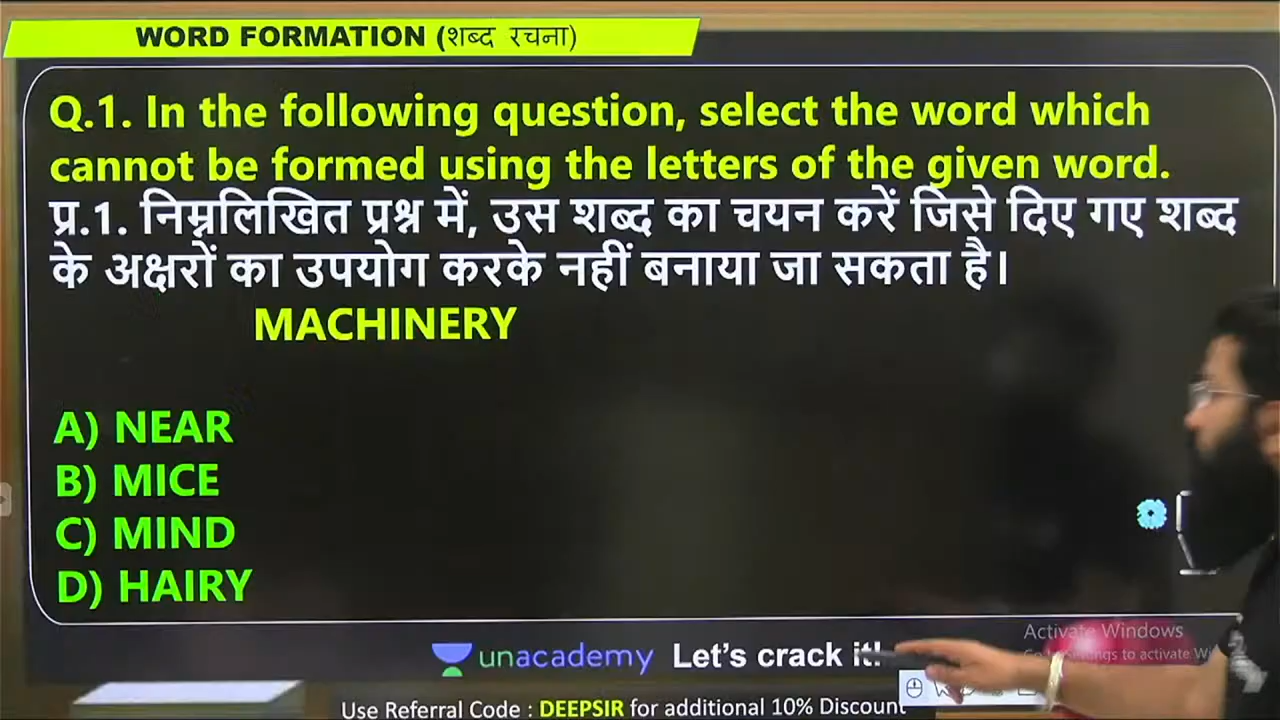 WORD FORMATION (शब्द रचना)
Q.1. In the following question, select the word which
cannot be formed using the letters of the given word.
प्र.1. निम्नलिखित प्रश्न में, उस शब्द का चयन करें जिसे दिए गए शब्द
के अक्षरों का उपयोग करके नहीं बनाया जा सकता है।
MACHINERY
A) NEAR
B) MICE
C) MIND
D) HAIRY
unacademy Let's crack it!
Activate Windows
to activate
Use Referral Code : DEEPSIR for additional 10% Discount